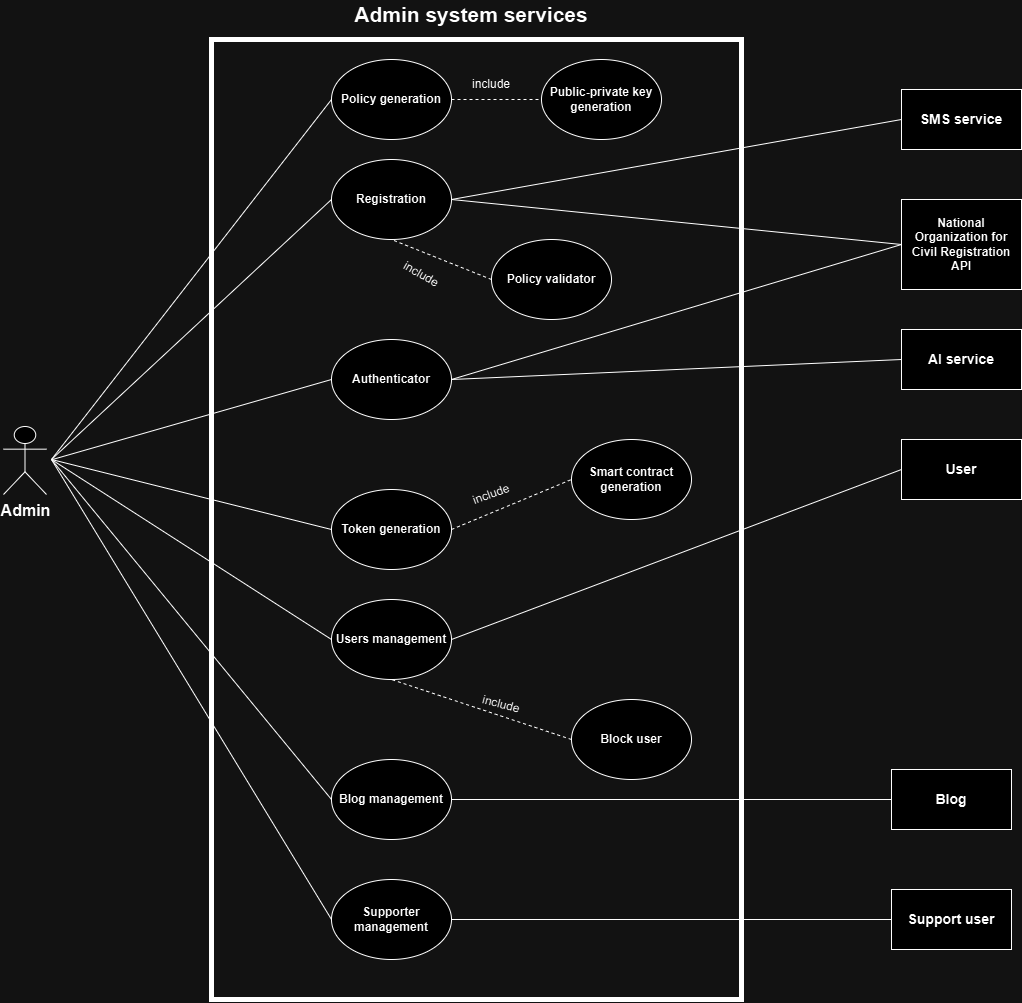 Admin system services
Policy generation
include
Public-private key
generation
SMS service
Registration
National
Organization for
Civil Registration
API
include
Policy validator
Authenticator
AI service
User
Admin
Smart contract
generation
include
Token generation
Users management
include
Block user
Blog management
Blog
Supporter
management
Support user